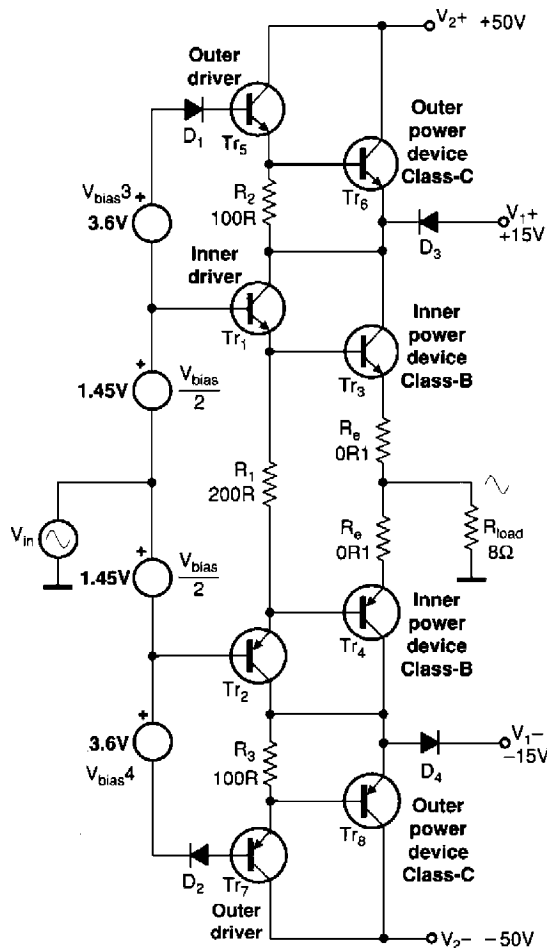 V2+ +50V
Outer
driver
D1
Tr5
Outer
power
device
Class-C
Tr6
Vbias3
3.6V
+
R2
100R
V1+
+15V
D3
Inner
driver
Tr1
Inner
power
device
Class-B
Tr3
+
1.45V
Vbias
2
Re
0R1
R1
200R
Vin
Rload
8Ω
Re
0R1
+
1.45V
Vbias
2
Tr4
Inner
power
device
Class-B
Tr2
+
3.6V
Vbias4
R3
100R
V1−
−15V
D4
Tr8
Outer
power
device
Class-C
D2
Tr7
Outer
driver
V2− −50V